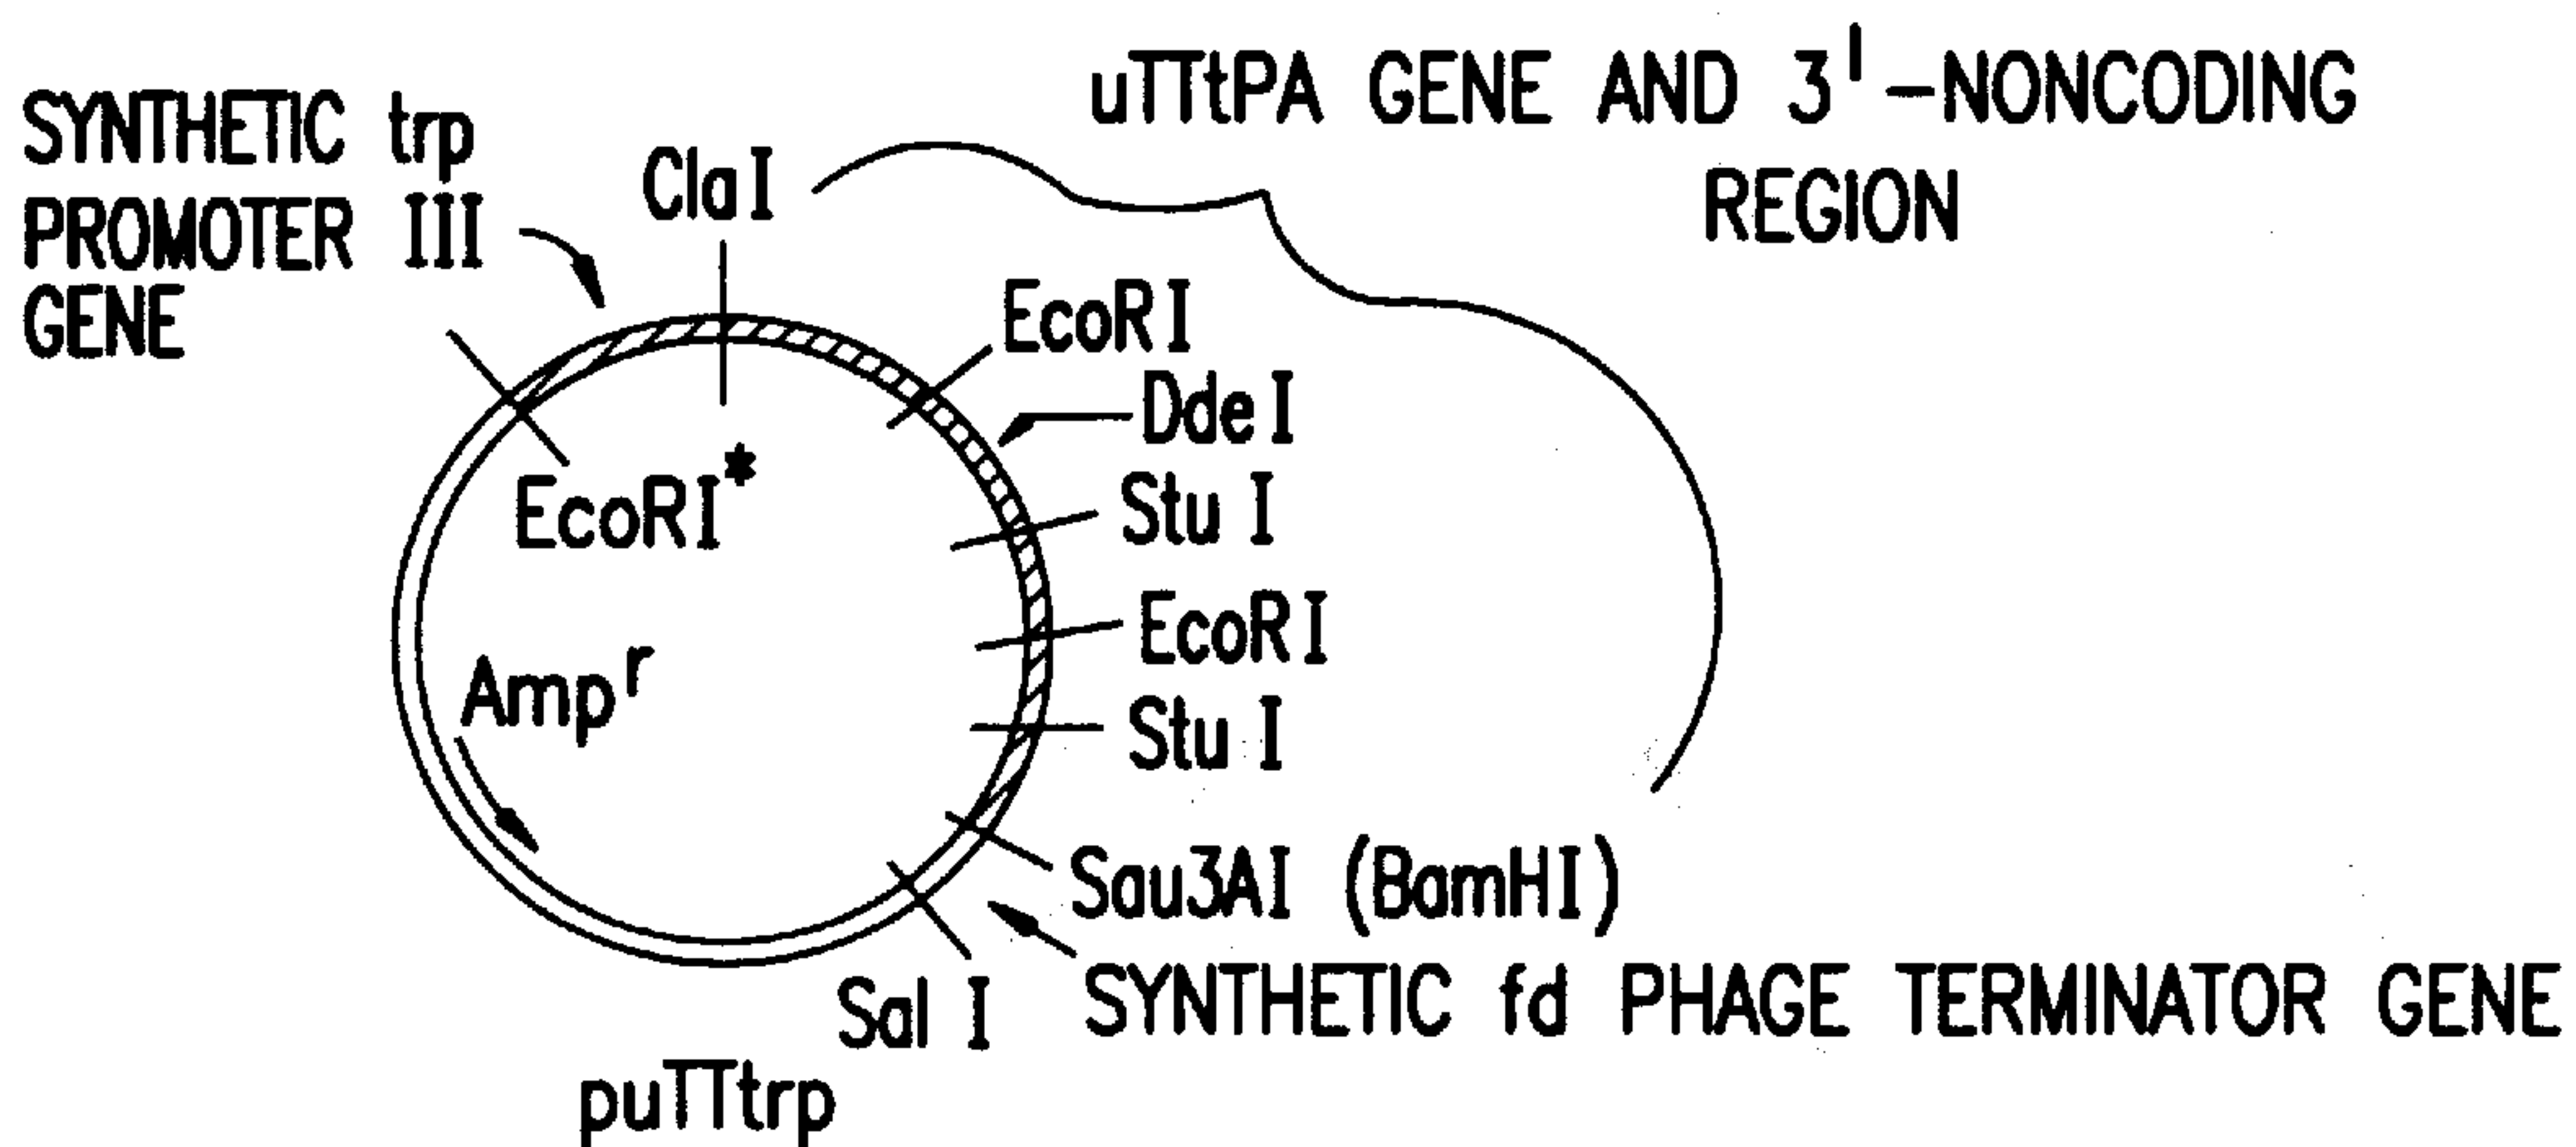 SYNTHETIC trp
PROMOTER III
GENE
ClaI
uTTtPA GENE AND 3'-NONCODING
REGION
EcoRI
DdeI
Stu I
EcoRI
Stu I
Sau3AI (BamHI)
SYNTHETIC fd PHAGE TERMINATOR GENE
Sal I
EcoRI*
Ampʳ
puTTtrp